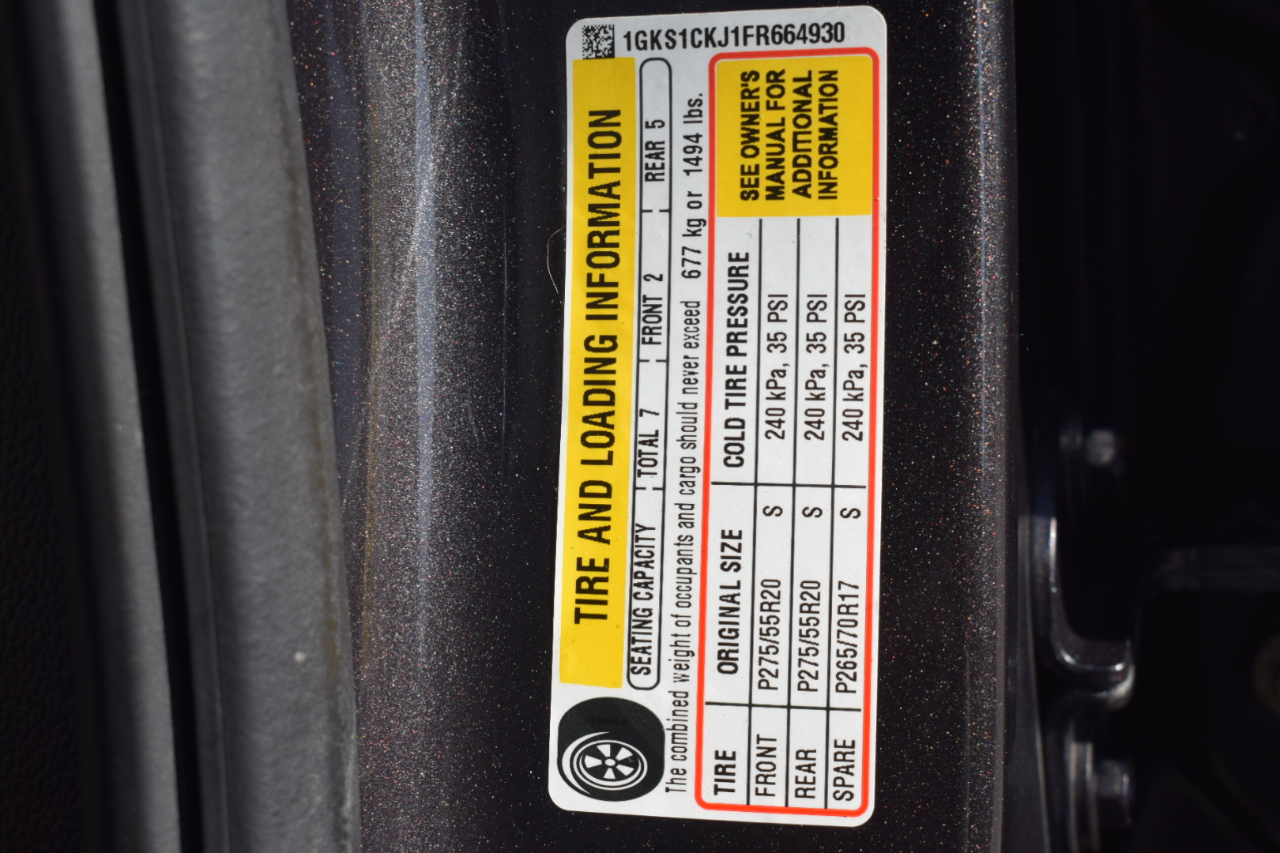 1GKS1CKJ1FR664930
TIRE AND LOADING INFORMATION
SEATING CAPACITY TOTAL 7 FRONT 2 REAR 5
The combined weight of occupants and cargo should never exceed 677 kg or 1494 lbs.
TIRE ORIGINAL SIZE COLD TIRE PRESSURE
FRONT P275/55R20 S 240 kPa, 35 PSI
REAR P275/55R20 S 240 kPa, 35 PSI
SPARE P265/70R17 S 240 kPa, 35 PSI
SEE OWNER'S
MANUAL FOR
ADDITIONAL
INFORMATION